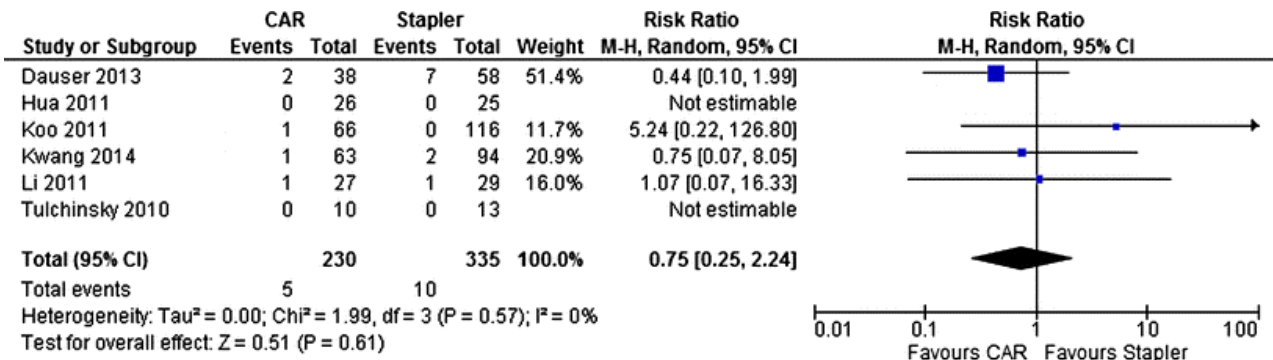 CAR Stapler Risk Ratio Risk Ratio
Study or Subgroup Events Total Events Total Weight M-H, Random, 95% CI M-H, Random, 95% CI
Dauser 2013 2 38 7 58 51.4% 0.44 [0.10, 1.99]
Hua 2011 0 26 0 25 Not estimable
Koo 2011 1 66 0 116 11.7% 5.24 [0.22, 126.80]
Kwang 2014 1 63 2 94 20.9% 0.75 [0.07, 8.05]
Li 2011 1 27 1 29 16.0% 1.07 [0.07, 16.33]
Tulchinsky 2010 0 10 0 13 Not estimable
Total (95% CI) 230 335 100.0% 0.75 [0.25, 2.24]
Total events 5 10
Heterogeneity: Tau² = 0.00; Chi² = 1.99, df = 3 (P = 0.57); I² = 0%
Test for overall effect: Z = 0.51 (P = 0.61)
0.01 0.1 1 10 100
Favours CAR Favours Stapler